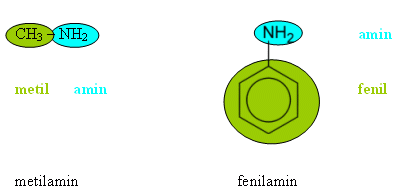 CH3 – NH2
NH2
amin
metil amin
fenil
metilamin
fenilamin